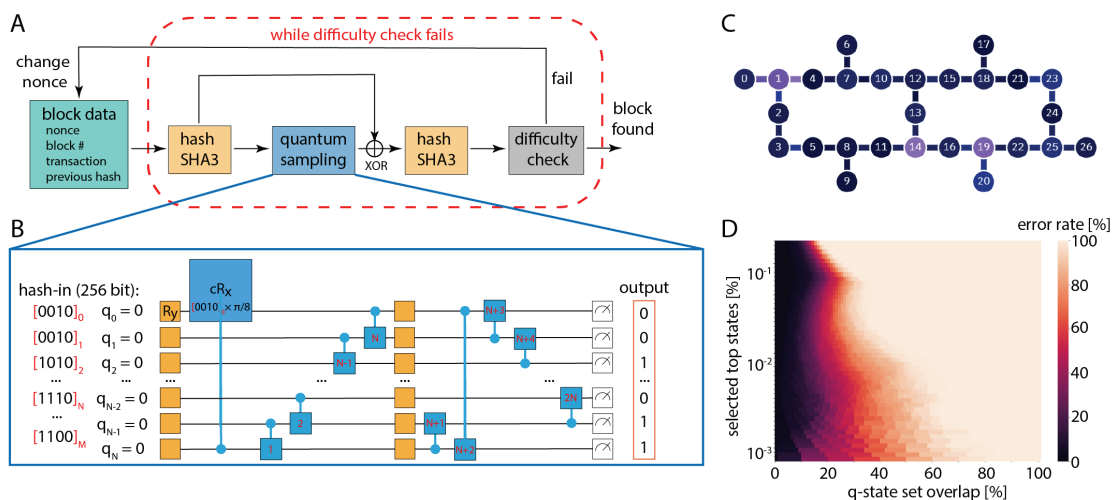 A
while difficulty check fails
change
nonce
fail
block data
nonce
block #
transaction
previous hash
hash
SHA3
quantum
sampling
XOR
hash
SHA3
difficulty
check
block
found
B
hash-in (256 bit):
output
cRx
[0010]0 × π/8
[0010]0 q0 = 0 Ry N+3 0
[0010]1 q1 = 0 N N+4 0
[1010]2 q2 = 0 N-1 1
... ... ... ... ... ...
[1110]N qN-2 = 0 2 2N 0
...
qN-1 = 0 1 N+1 1
[1100]M
qN = 0 N+2 1
C
6 17
0 1 4 7 10 12 15 18 21 23
2 13 24
3 5 8 11 14 16 19 22 25 26
9 20
D
error rate [%]
selected top states [%]
10-1
10-2
10-3
0 20 40 60 80 100
q-state set overlap [%]
100
80
60
40
20
0